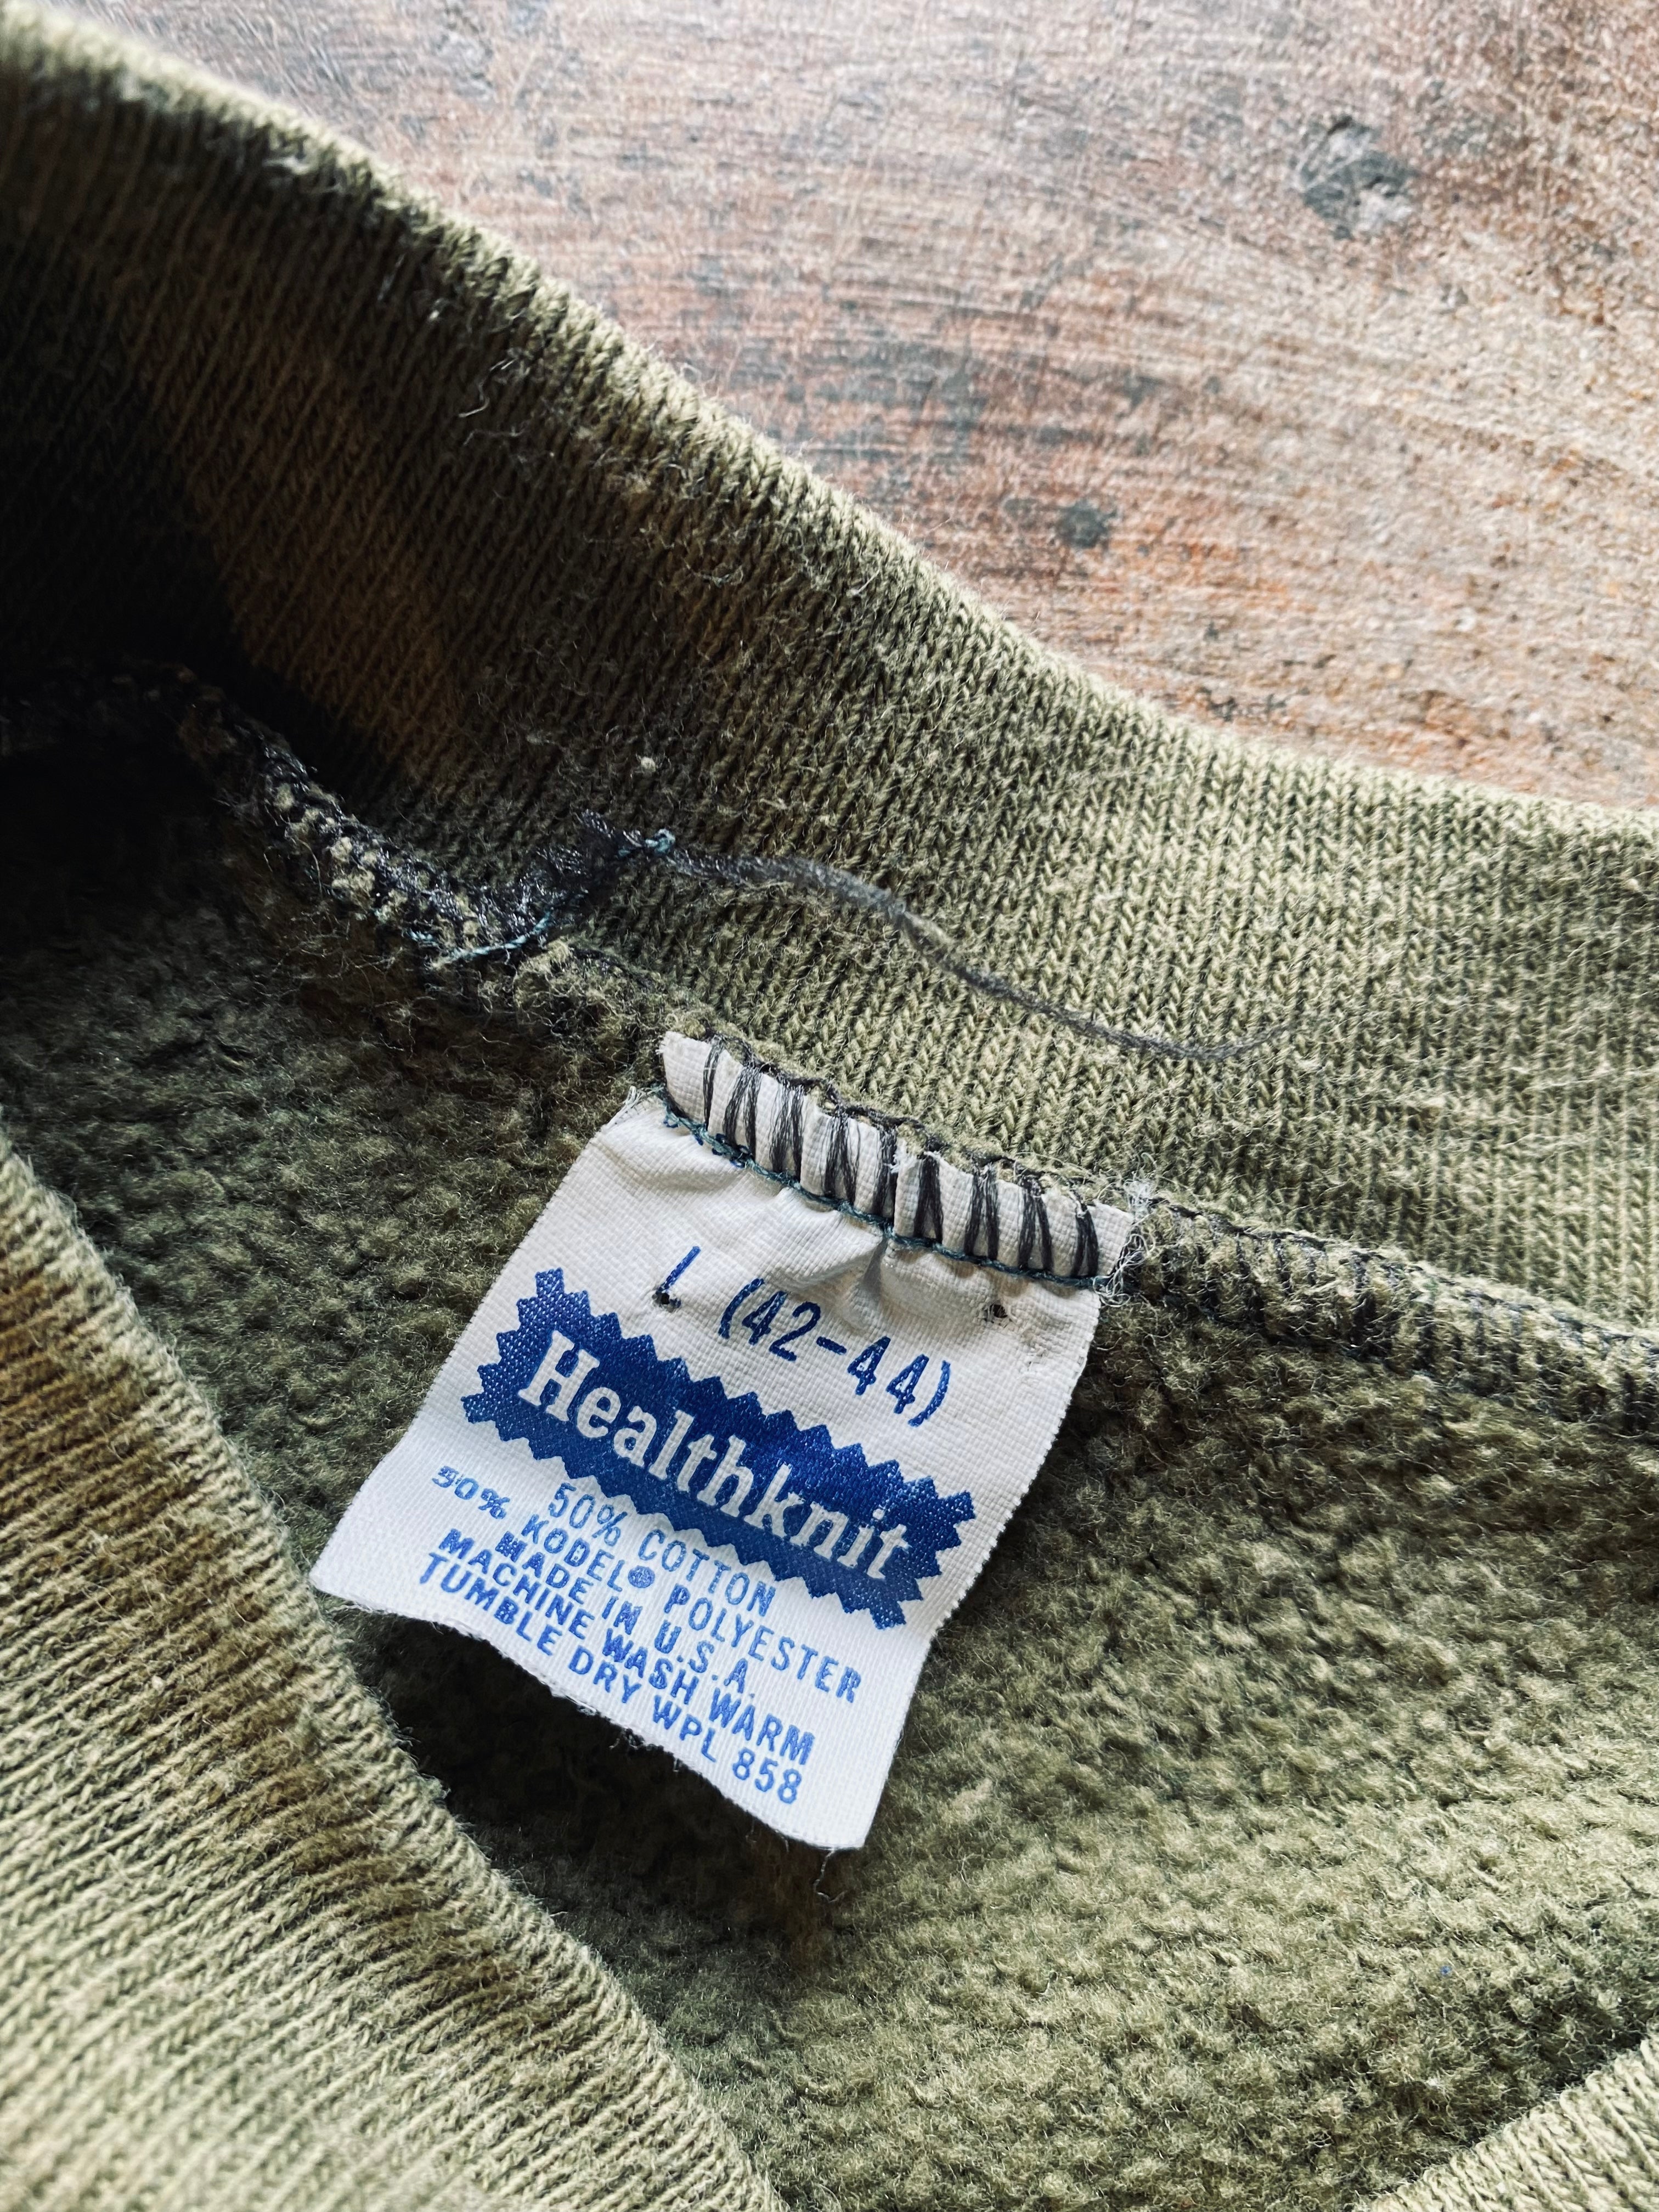 L (42-44)
Healthknit
50% COTTON
50% KODEL® POLYESTER
MADE IN U.S.A.
MACHINE WASH WARM
TUMBLE DRY WPL 858